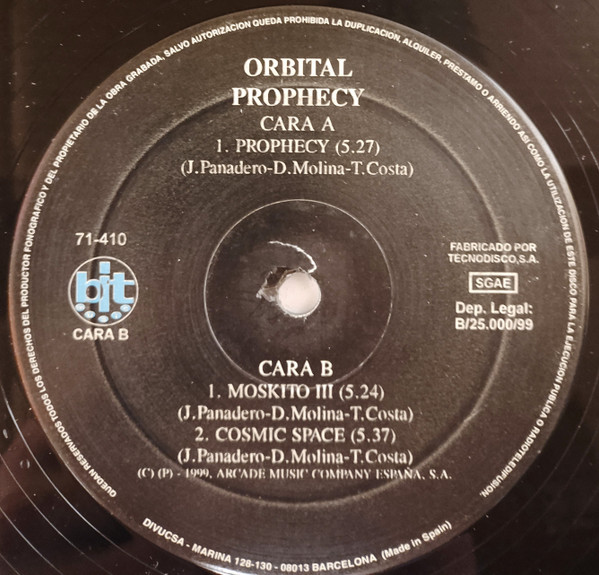 QUEDAN RESERVADOS TODOS LOS DERECHOS DEL PRODUCTOR FONOGRAFICO Y DEL PROPIETARIO DE LA OBRA GRABADA, SALVO AUTORIZACION QUEDA PROHIBIDA LA DUPLICACION, ALQUILER, PRESTAMO O ARRIENDO ASI COMO LA UTILIZACION DE ESTE DISCO PARA LA EJECUCION PUBLICA O RADIOTELEDIFUSION.
ORBITAL
PROPHECY
CARA A
1. PROPHECY (5.27)
(J.Panadero-D.Molina-T.Costa)
71-410
bit
CARA B
FABRICADO POR
TECNODISCO,S.A.
SGAE
Dep. Legal:
B/25.000/99
CARA B
1. MOSKITO III (5.24)
(J.Panadero-D.Molina-T.Costa)
2. COSMIC SPACE (5.37)
(J.Panadero-D.Molina-T.Costa)
(C) (P) - 1999, ARCADE MUSIC COMPANY ESPAÑA, S.A.
DIVUCSA - MARINA 128-130 - 08013 BARCELONA (Made in Spain)